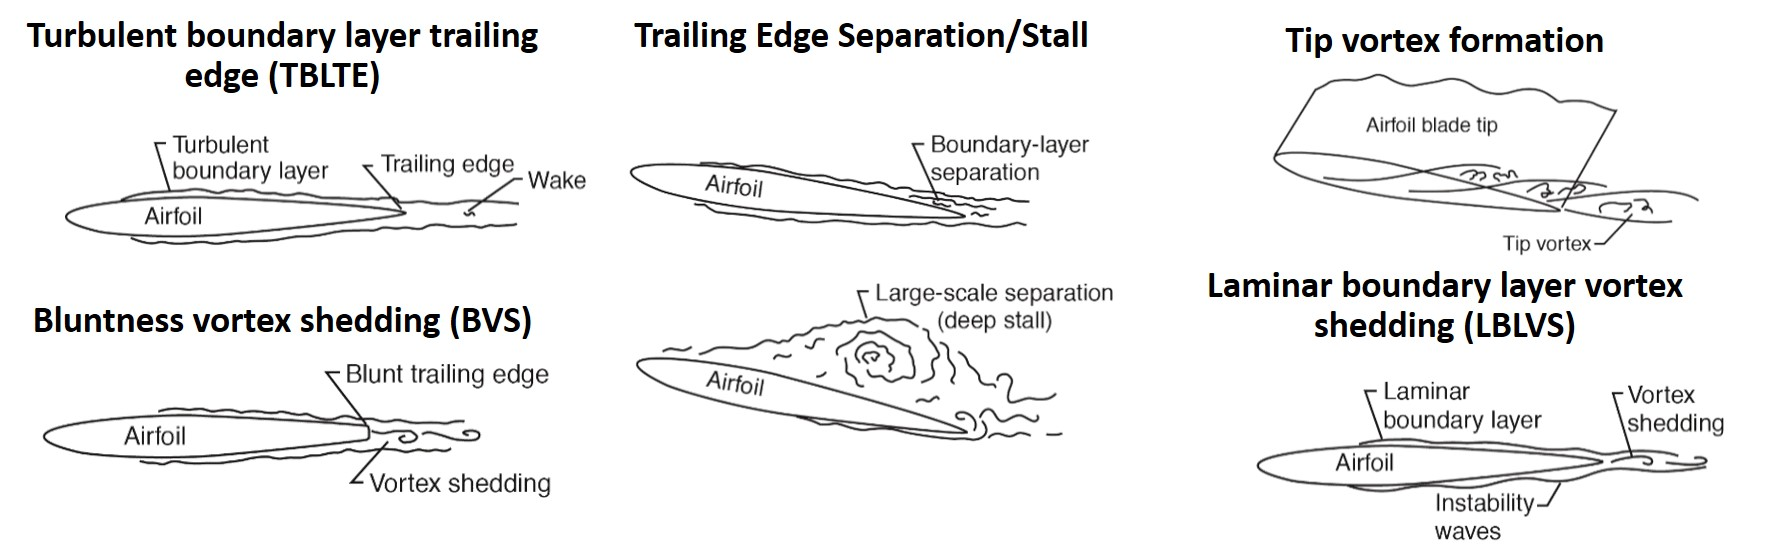 Turbulent boundary layer trailing
edge (TBLTE)
Turbulent
boundary layer
Trailing edge
Wake
Airfoil
Bluntness vortex shedding (BVS)
Blunt trailing edge
Airfoil
Vortex shedding
Trailing Edge Separation/Stall
Boundary-layer
separation
Airfoil
Large-scale separation
(deep stall)
Airfoil
Tip vortex formation
Airfoil blade tip
Tip vortex
Laminar boundary layer vortex
shedding (LBLVS)
Laminar
boundary layer
Vortex
shedding
Airfoil
Instability
waves